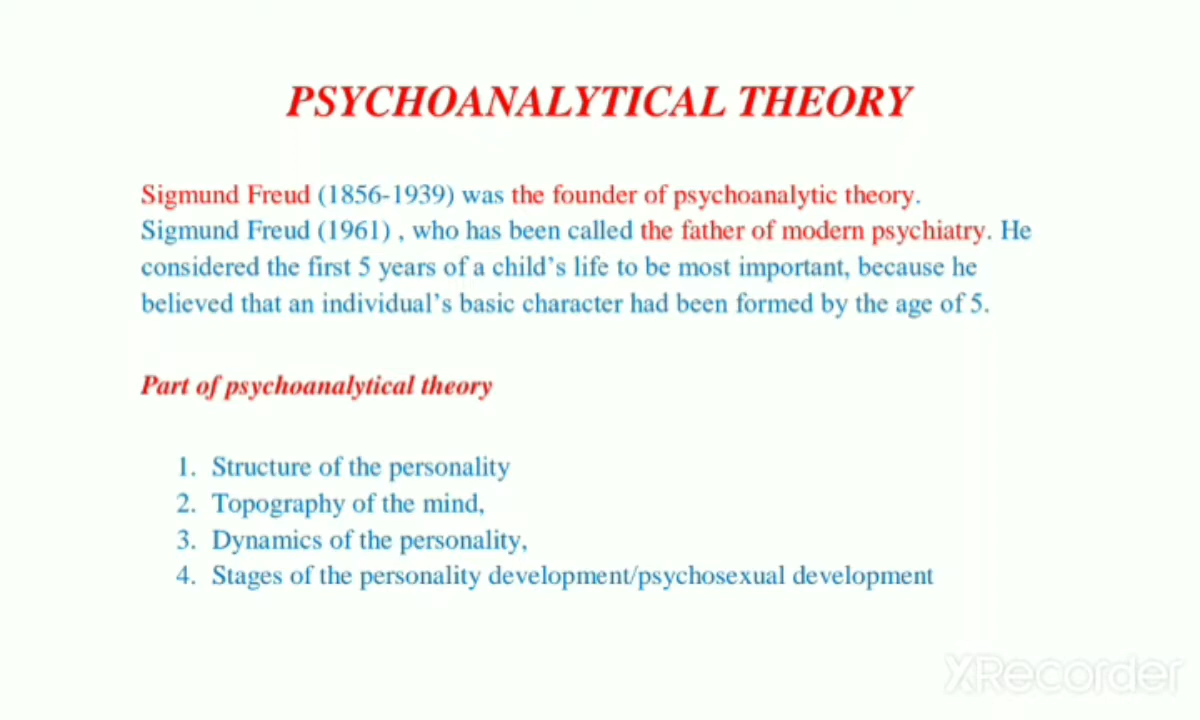 PSYCHOANALYTICAL THEORY
Sigmund Freud (1856-1939) was the founder of psychoanalytic theory.
Sigmund Freud (1961) , who has been called the father of modern psychiatry. He
considered the first 5 years of a child's life to be most important, because he
believed that an individual's basic character had been formed by the age of 5.
Part of psychoanalytical theory
1. Structure of the personality
2. Topography of the mind,
3. Dynamics of the personality,
4. Stages of the personality development/psychosexual development
XRecorder